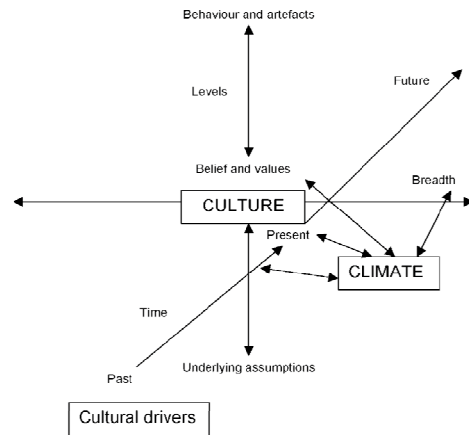 Behaviour and artefacts
Future
Levels
Belief and values
Breadth
CULTURE
Present
CLIMATE
Time
Underlying assumptions
Past
Cultural drivers